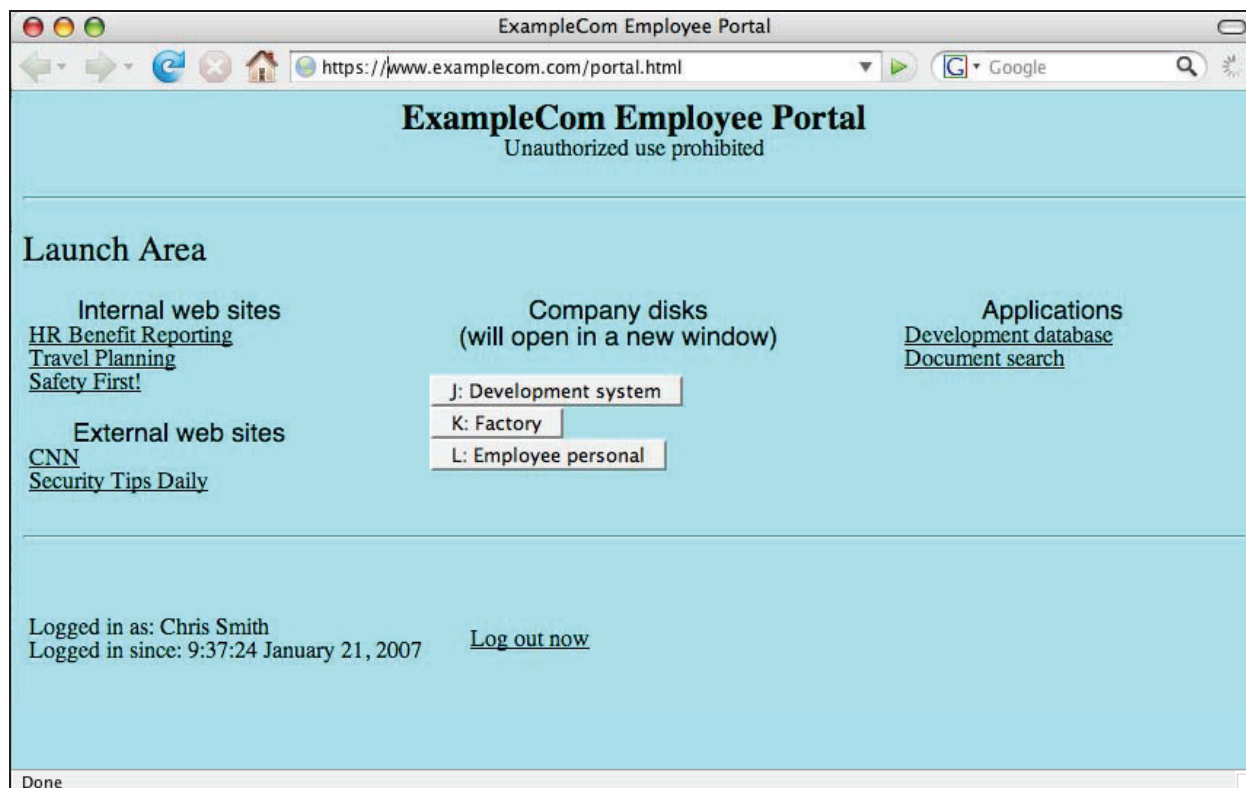 ExampleCom Employee Portal
https://www.examplecom.com/portal.html
G Google
ExampleCom Employee Portal
Unauthorized use prohibited
Launch Area
Internal web sites
HR Benefit Reporting
Travel Planning
Safety First!
External web sites
CNN
Security Tips Daily
Company disks
(will open in a new window)
J: Development system
K: Factory
L: Employee personal
Applications
Development database
Document search
Logged in as: Chris Smith
Logged in since: 9:37:24 January 21, 2007
Log out now
Done